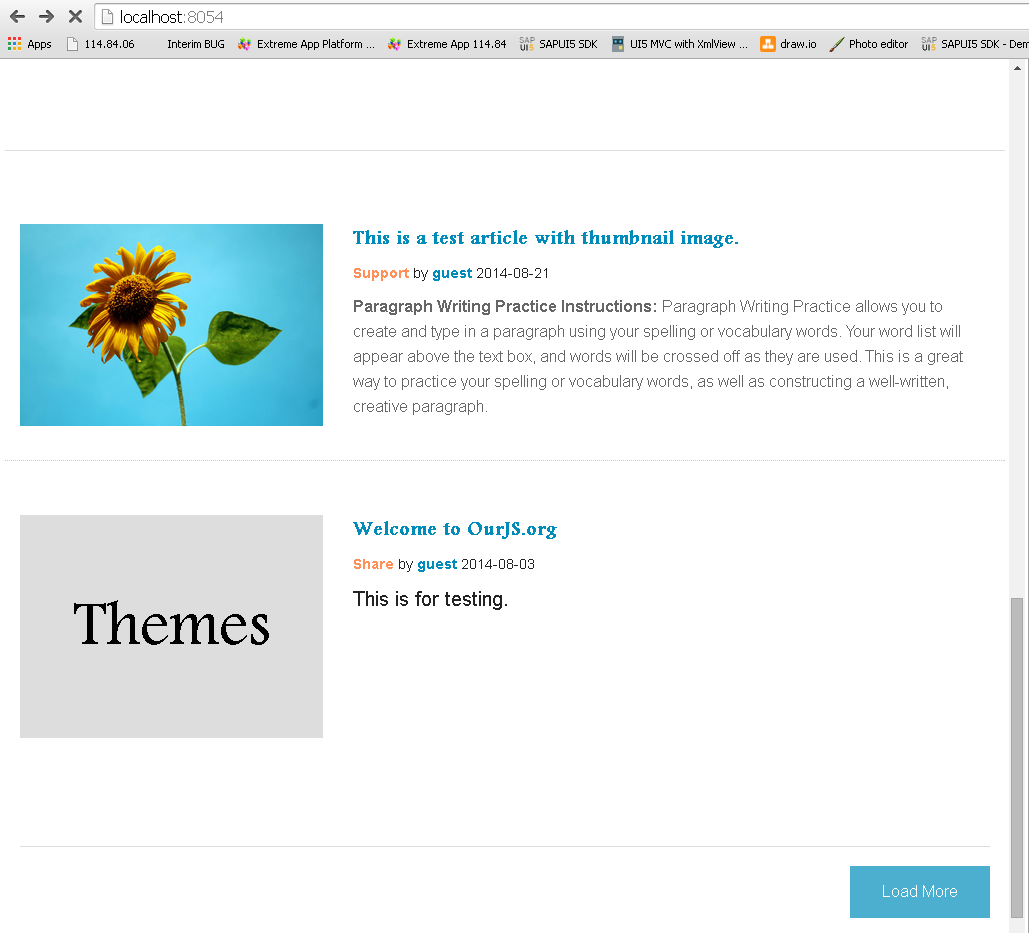 localhost:8054
Apps 114.84.06 Interim BUG Extreme App Platform ... Extreme App 114.84 SAP UI5 SAPUI5 SDK UI5 MVC with XmlView ... draw.io Photo editor SAP UI5 SAPUI5 SDK - Dem
This is a test article with thumbnail image.
Support by guest 2014-08-21
Paragraph Writing Practice Instructions: Paragraph Writing Practice allows you to
create and type in a paragraph using your spelling or vocabulary words. Your word list will
appear above the text box, and words will be crossed off as they are used. This is a great
way to practice your spelling or vocabulary words, as well as constructing a well-written,
creative paragraph.
Themes
Welcome to OurJS.org
Share by guest 2014-08-03
This is for testing.
Load More